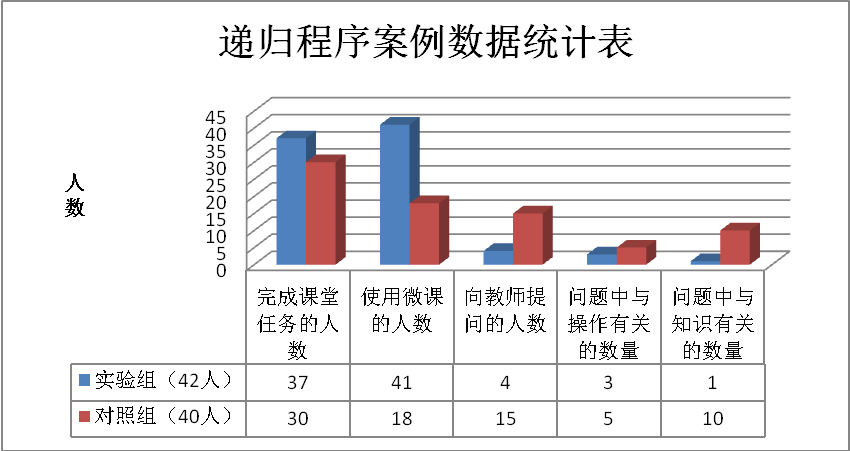 递归程序案例数据统计表
人
数
45
40
35
30
25
20
15
10
5
0
完成课堂
任务的人
数
使用微课
的人数
向教师提
问的人数
问题中与
操作有关
的数量
问题中与
知识有关
的数量
实验组（42人） 37 41 4 3 1
对照组（40人） 30 18 15 5 10